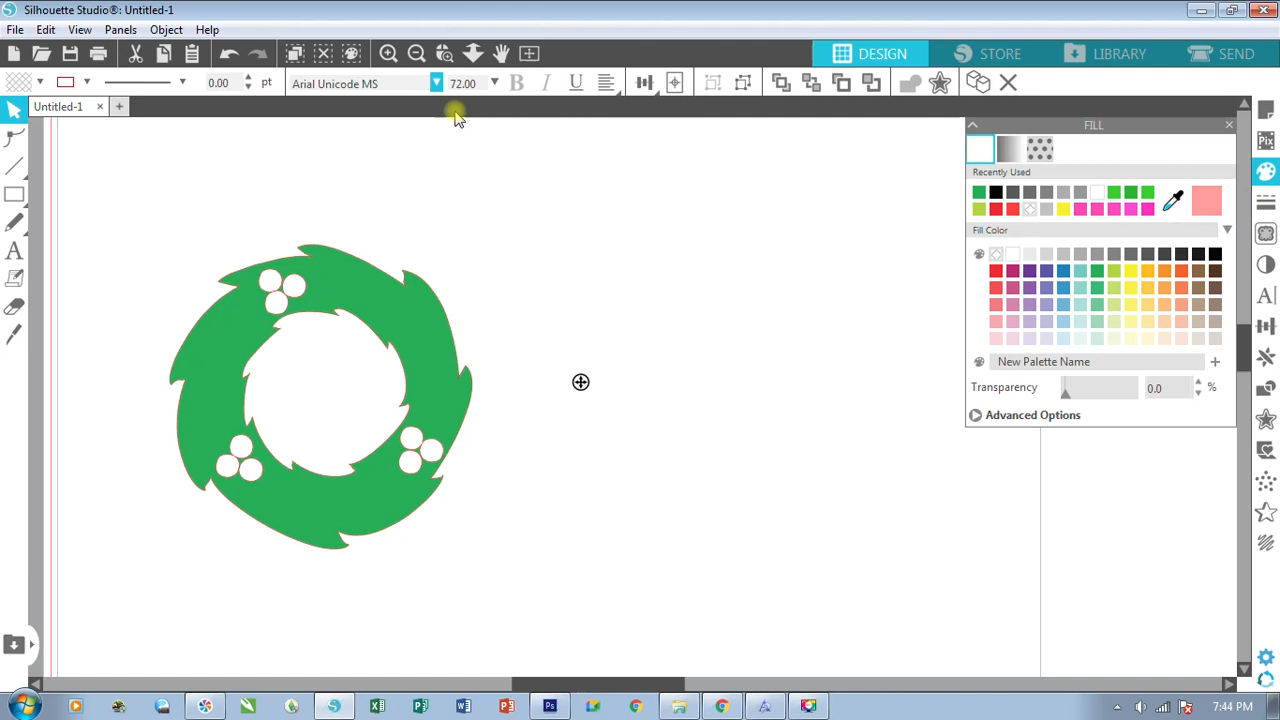 Silhouette Studio®: Untitled-1
File Edit View Panels Object Help
DESIGN STORE LIBRARY SEND
0.00 pt Arial Unicode MS 72.00 B I U
Untitled-1
FILL
Pix
Recently Used
Fill Color
New Palette Name
Transparency 0.0 %
Advanced Options
7:44 PM